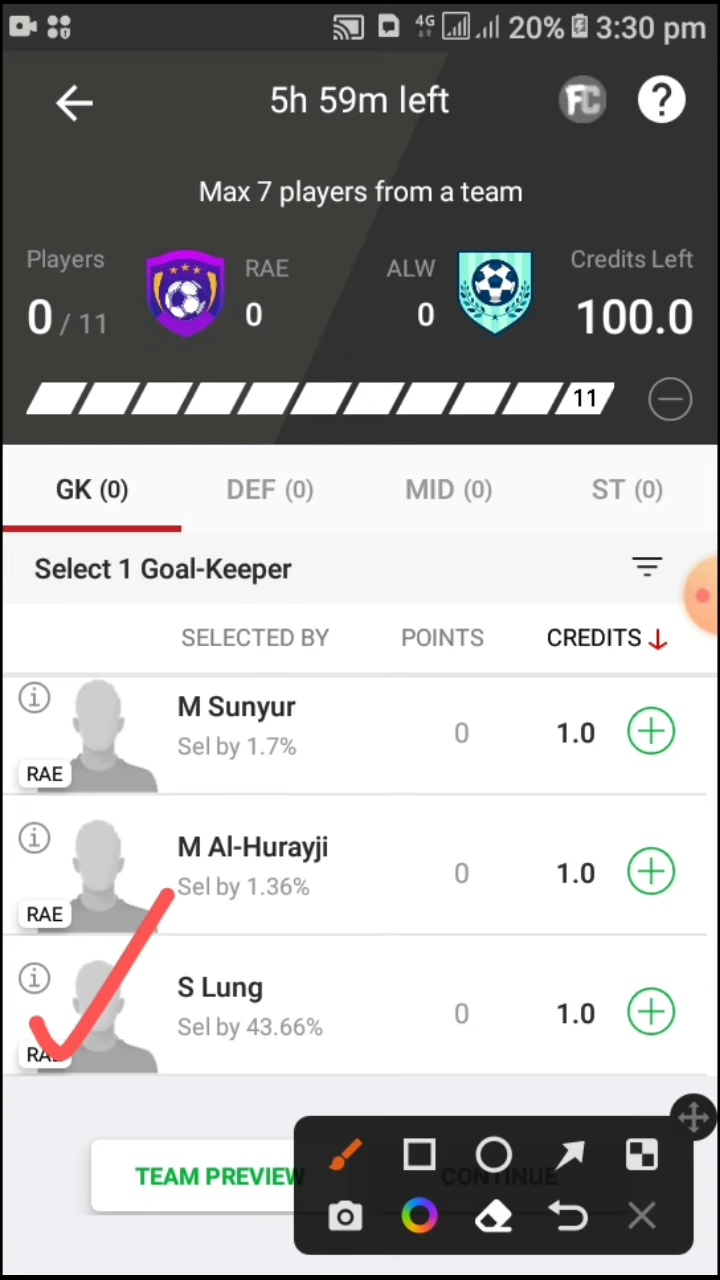 4G 20% 3:30 pm
5h 59m left FC ?
Max 7 players from a team
Players RAE ALW Credits Left
0 / 11 0 0 100.0
11
GK (0) DEF (0) MID (0) ST (0)
Select 1 Goal-Keeper
SELECTED BY POINTS CREDITS
M Sunyur
Sel by 1.7% 0 1.0
RAE
M Al-Hurayji
Sel by 1.36% 0 1.0
RAE
S Lung
Sel by 43.66% 0 1.0
RAE
TEAM PREVIEW CONTINUE